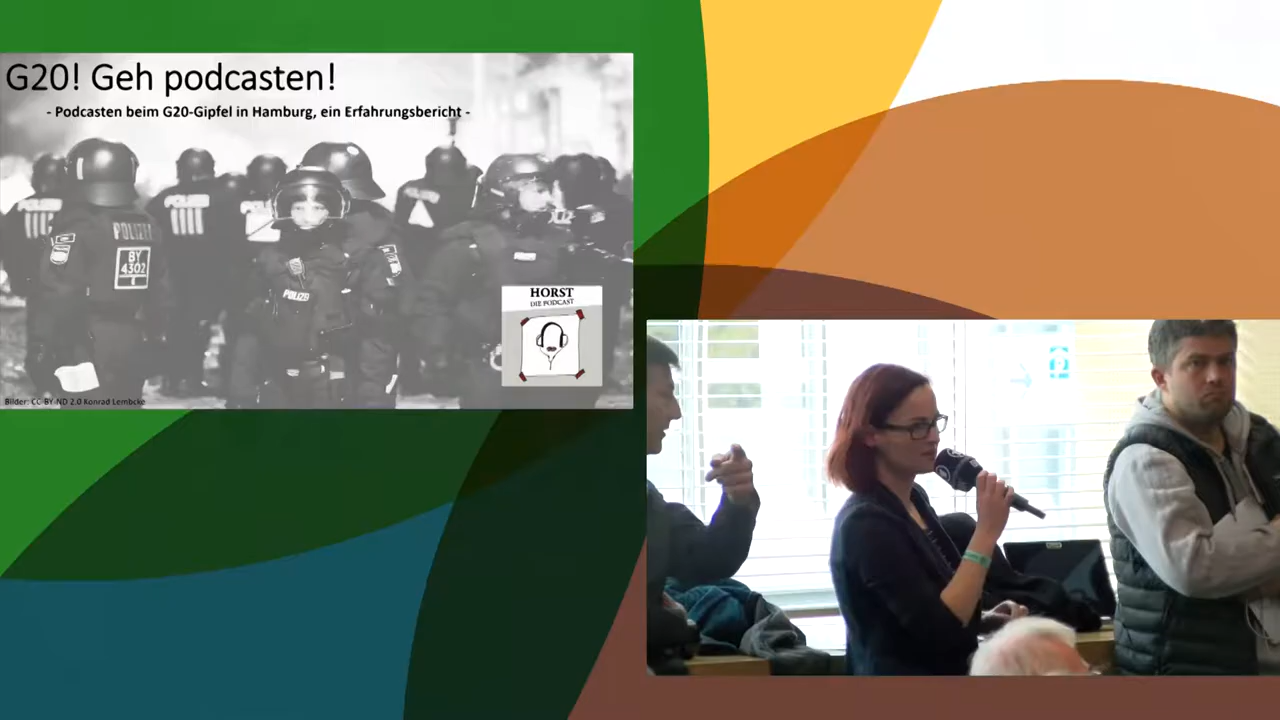 G20! Geh podcasten!
- Podcasten beim G20-Gipfel in Hamburg, ein Erfahrungsbericht -
POLIZEI
POLIZEI
BY
4302
E
POLIZEI
HORST
DIE PODCAST
Bilder: CC-BY-ND 2.0 Konrad Lembcke